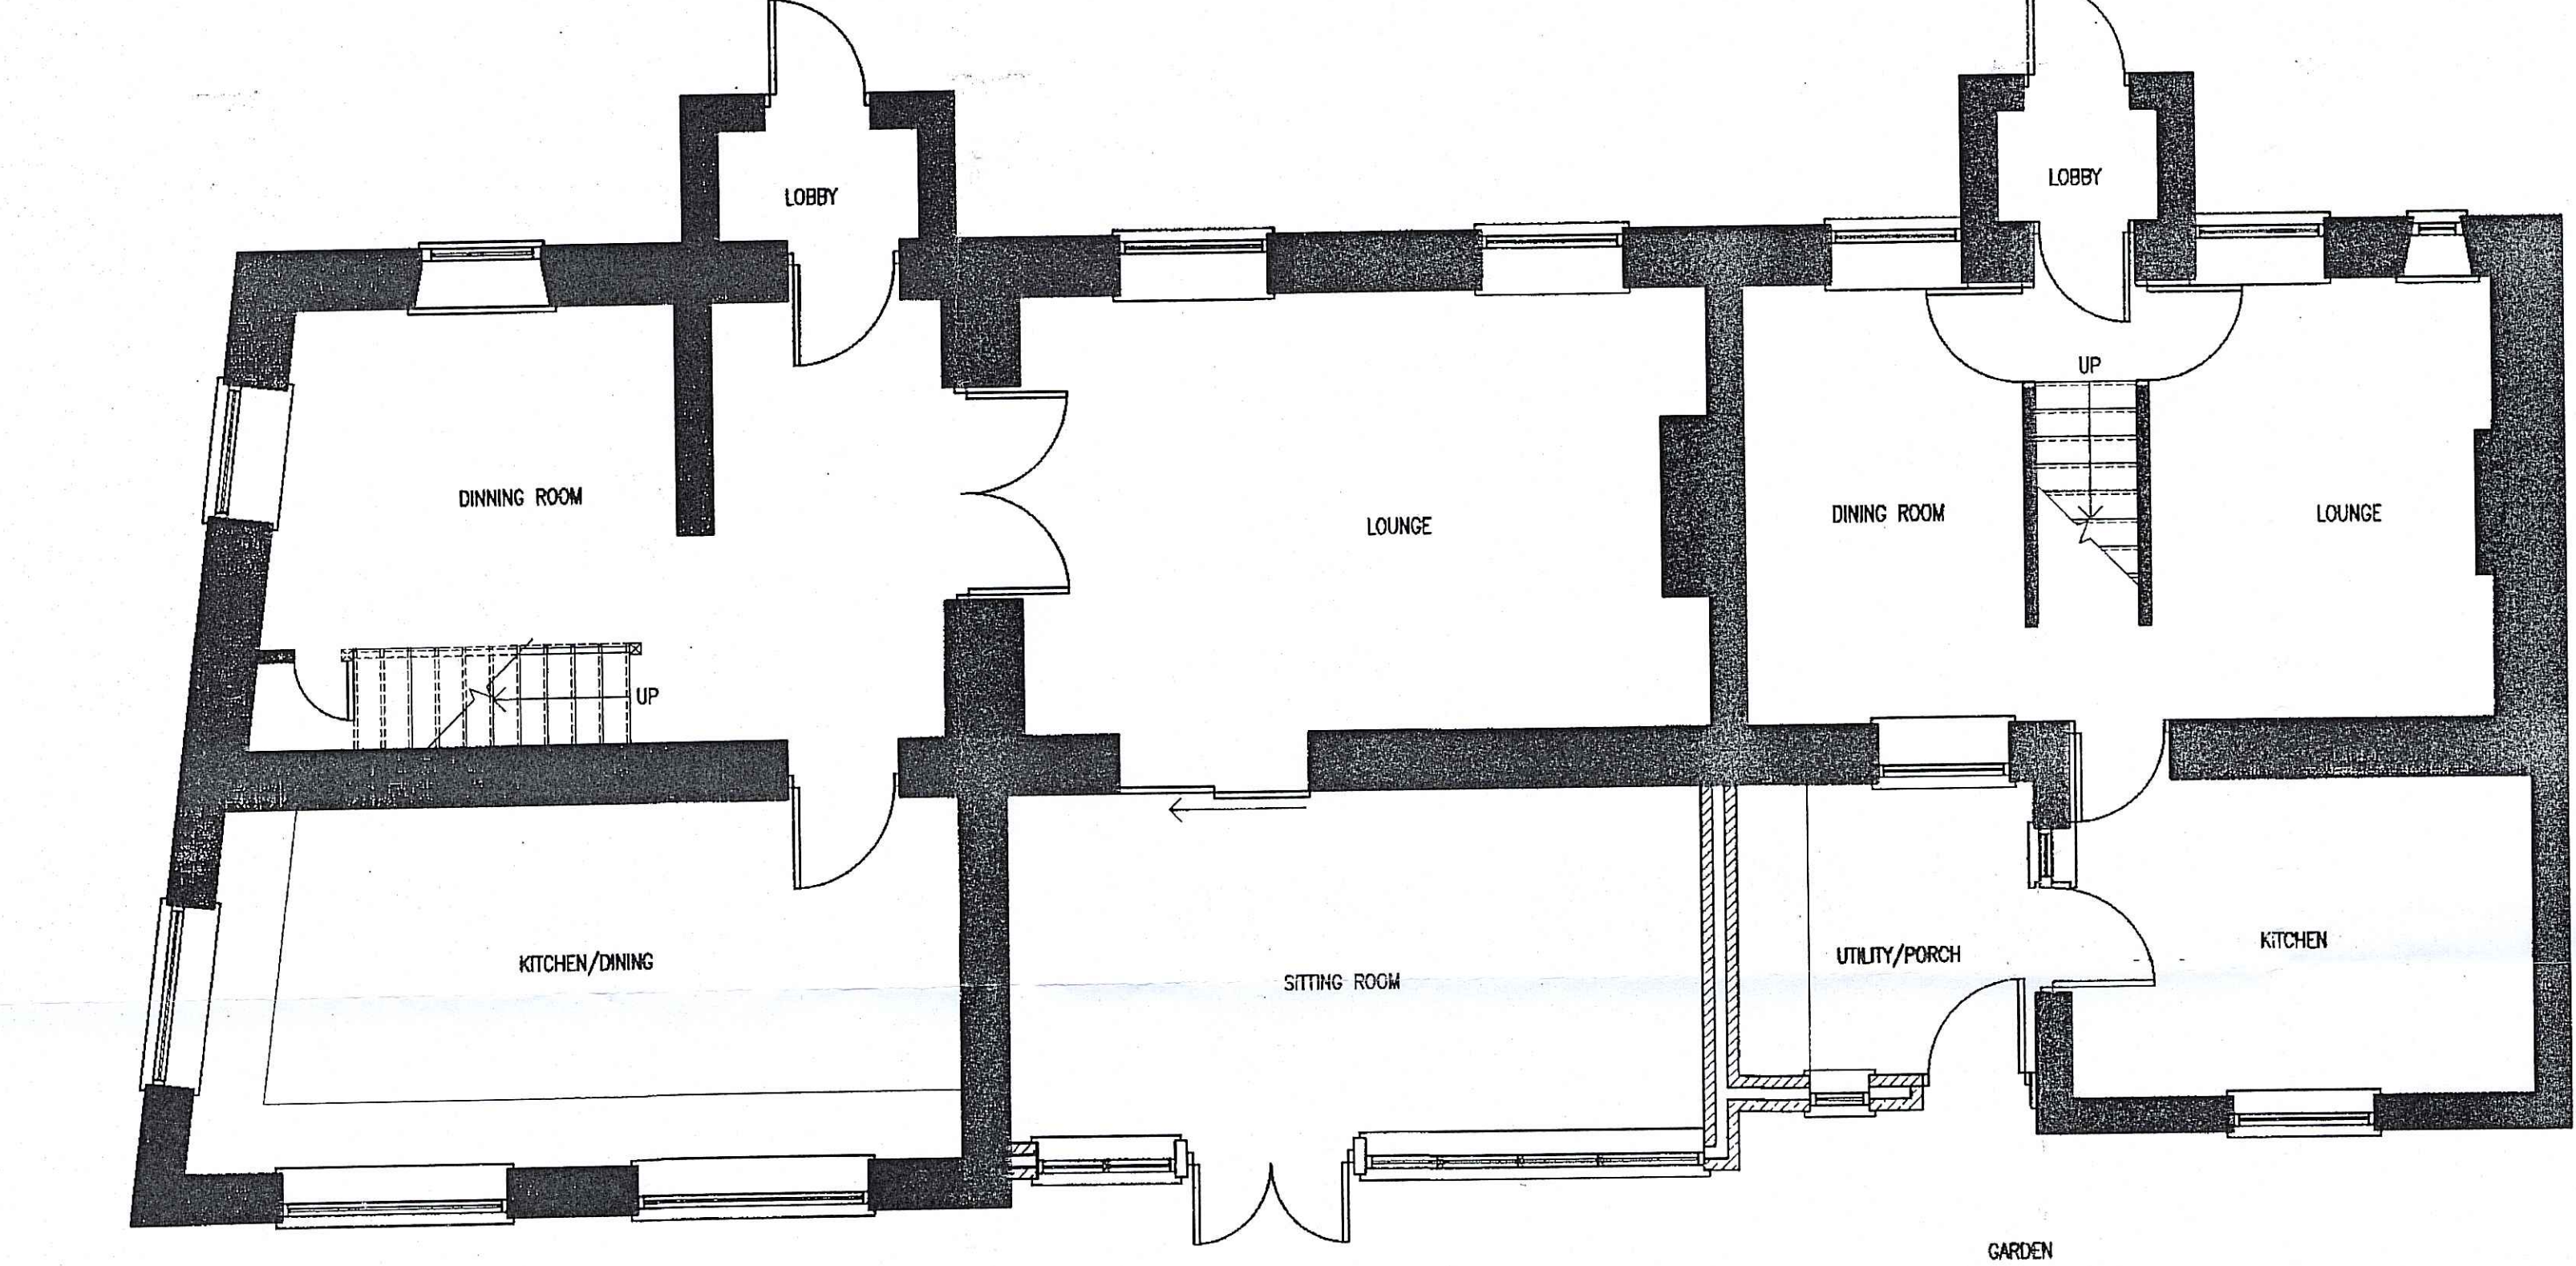 LOBBY
LOBBY
UP
DINNING ROOM
LOUNGE
DINING ROOM
LOUNGE
UP
KITCHEN/DINING
SITTING ROOM
UTILITY/PORCH
KITCHEN
GARDEN